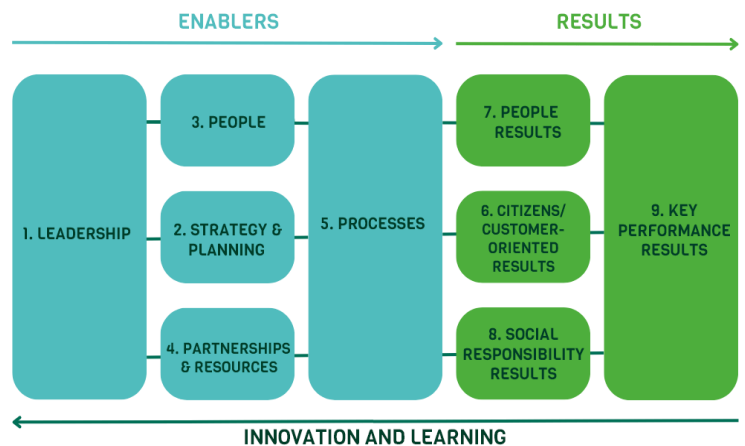 ENABLERS
RESULTS
1. LEADERSHIP
3. PEOPLE
2. STRATEGY &
PLANNING
4. PARTNERSHIPS
& RESOURCES
5. PROCESSES
7. PEOPLE
RESULTS
6. CITIZENS/
CUSTOMER-
ORIENTED
RESULTS
8. SOCIAL
RESPONSIBILITY
RESULTS
9. KEY
PERFORMANCE
RESULTS
INNOVATION AND LEARNING